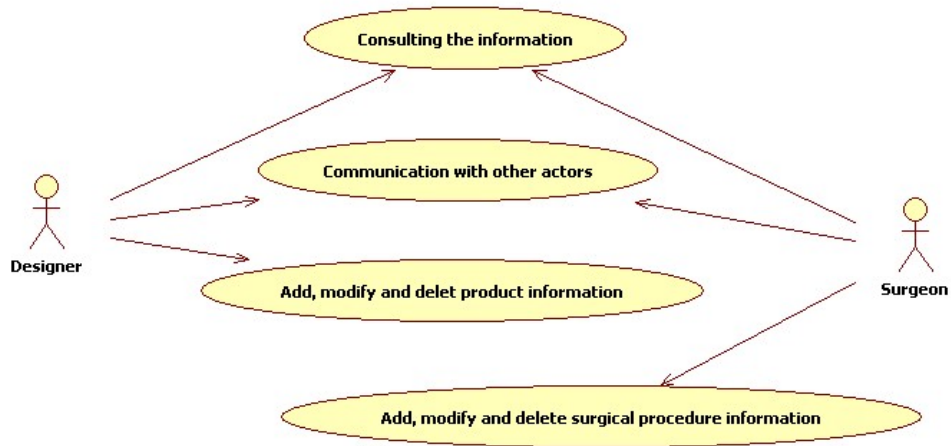 Consulting the information
Communication with other actors
Designer
Surgeon
Add, modify and delet product information
Add, modify and delete surgical procedure information